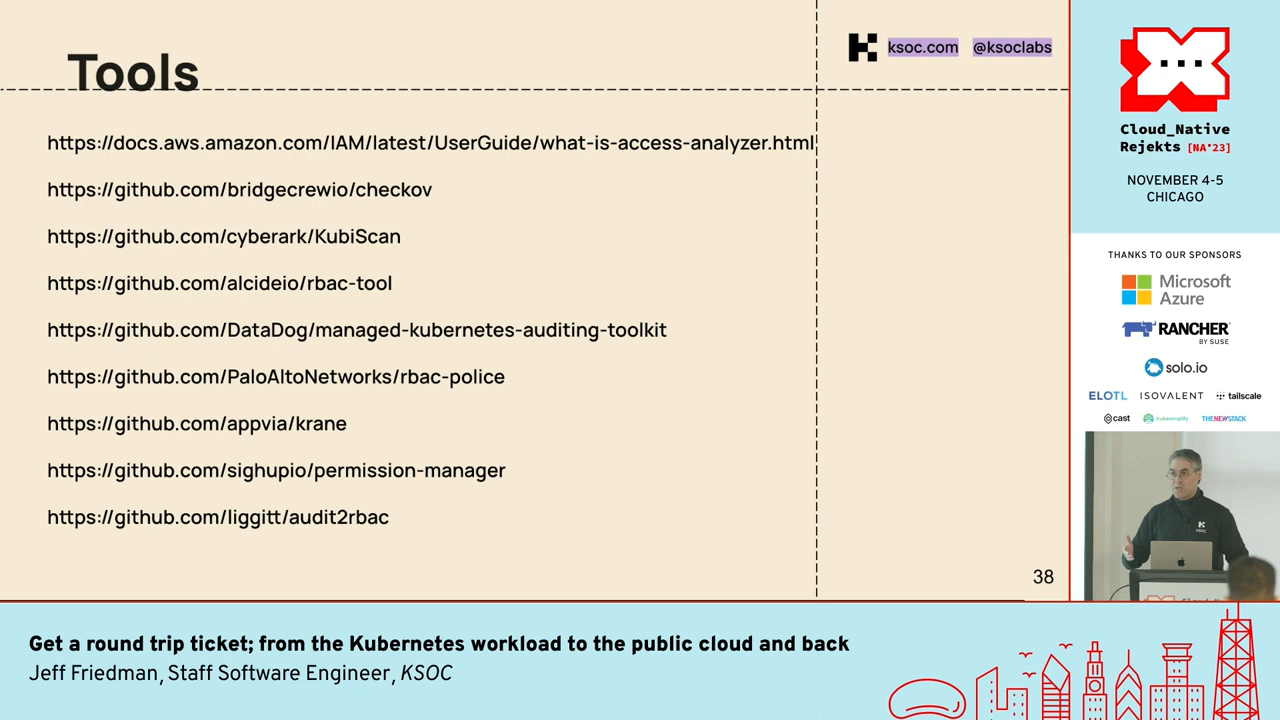 Tools
ksoc.com @ksoclabs
https://docs.aws.amazon.com/IAM/latest/UserGuide/what-is-access-analyzer.html
https://github.com/bridgecrewio/checkov
https://github.com/cyberark/KubiScan
https://github.com/alcideio/rbac-tool
https://github.com/DataDog/managed-kubernetes-auditing-toolkit
https://github.com/PaloAltoNetworks/rbac-police
https://github.com/appvia/krane
https://github.com/sighupio/permission-manager
https://github.com/liggitt/audit2rbac
38
Cloud_Native
Rejekts [NA'23]
NOVEMBER 4-5
CHICAGO
THANKS TO OUR SPONSORS
Microsoft
Azure
RANCHER
BY SUSE
solo.io
ELOTL ISOVALENT tailscale
cast kubesimplify THENEWSTACK
Get a round trip ticket; from the Kubernetes workload to the public cloud and back
Jeff Friedman, Staff Software Engineer, KSOC